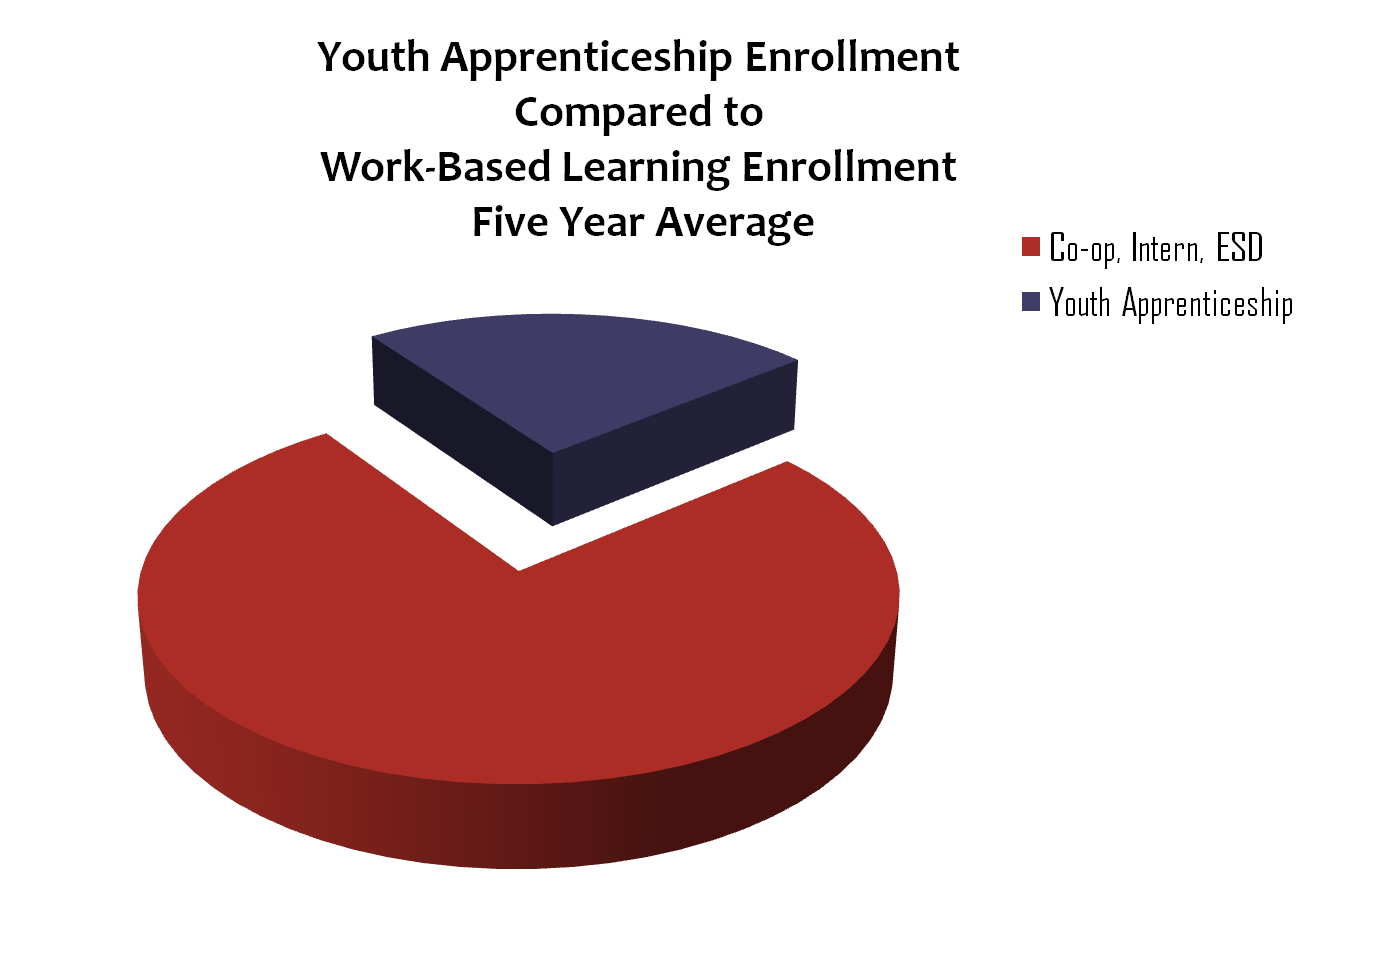 Youth Apprenticeship Enrollment
Compared to
Work-Based Learning Enrollment
Five Year Average
Co-op, Intern, ESD
Youth Apprenticeship